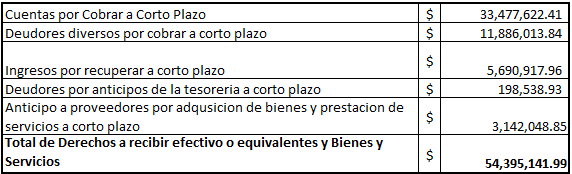 Cuentas por Cobrar a Corto Plazo $ 33,477,622.41
Deudores diversos por cobrar a corto plazo $ 11,886,013.84
Ingresos por recuperar a corto plazo $ 5,690,917.96
Deudores por anticipos de la tesoreria a corto plazo $ 198,538.93
Anticipo a proveedores por adqusicion de bienes y prestacion de
servicios a corto plazo $ 3,142,048.85
Total de Derechos a recibir efectivo o equivalentes y Bienes y
Servicios $ 54,395,141.99